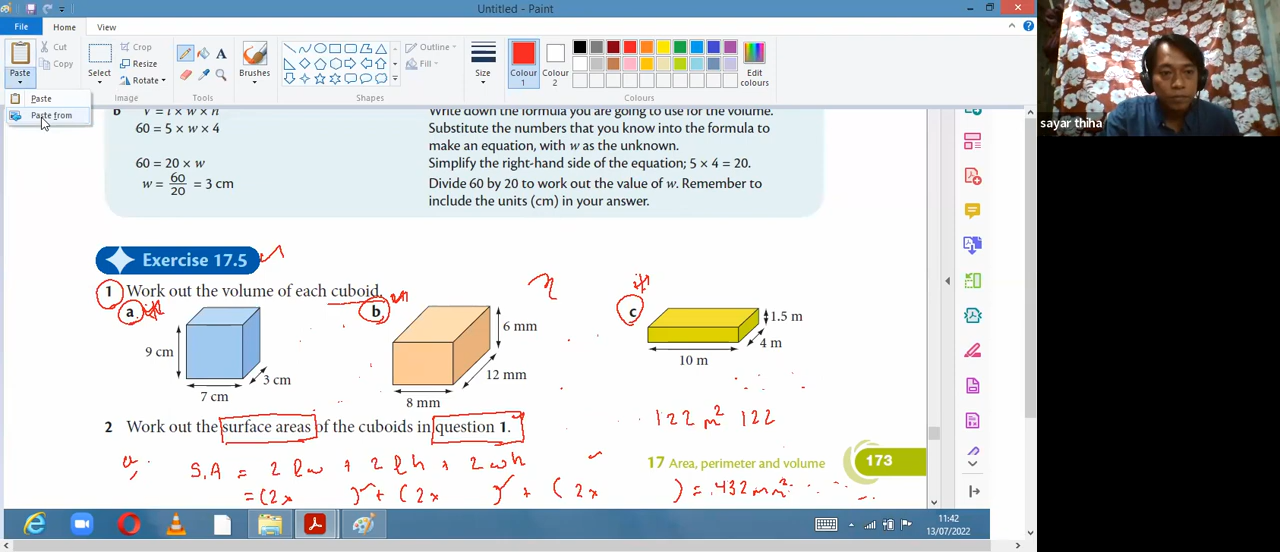 Untitled - Paint
File Home View
Paste Cut Copy Select Crop Resize Rotate Brushes Outline Fill Size Colour 1 Colour 2 Edit colours
Image Tools Shapes Colours
Paste
Paste from
sayar thiha
b V = l × w × h Write down the formula you are going to use for the volume.
60 = 5 × w × 4 Substitute the numbers that you know into the formula to
make an equation, with w as the unknown.
60 = 20 × w Simplify the right-hand side of the equation; 5 × 4 = 20.
w = 60/20 = 3 cm Divide 60 by 20 to work out the value of w. Remember to
include the units (cm) in your answer.
Exercise 17.5
1 Work out the volume of each cuboid.
a b c
9 cm 3 cm 7 cm
6 mm 12 mm 8 mm
1.5 m 4 m 10 m
122 m² 122
2 Work out the surface areas of the cuboids in question 1.
17 Area, perimeter and volume 173
a, S.A = 2 lw + 2 lh + 2 wh
= (2x ) + (2x ) + (2x ) = 432 mm²
11:42
13/07/2022